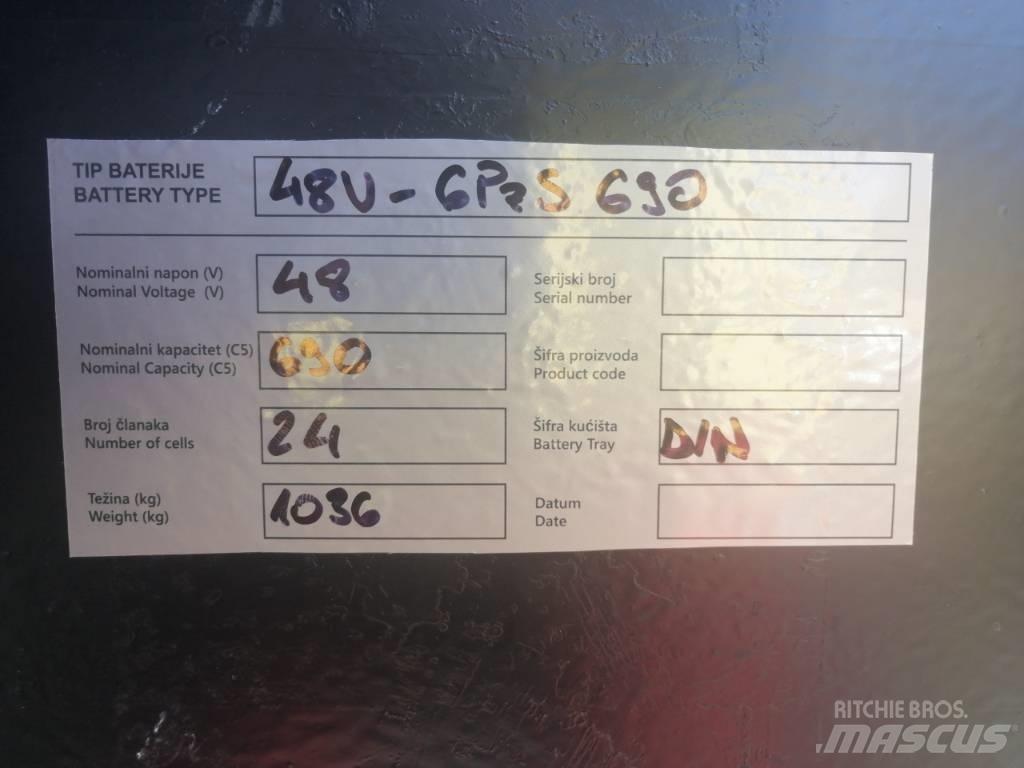 TIP BATERIJE
BATTERY TYPE
48V - 6PzS 690
Nominalni napon (V)
Nominal Voltage (V)
48
Serijski broj
Serial number
Nominalni kapacitet (C5)
Nominal Capacity (C5)
690
Šifra proizvoda
Product code
Broj članaka
Number of cells
24
Šifra kućišta
Battery Tray
DIN
Težina (kg)
Weight (kg)
1036
Datum
Date
RITCHIE BROS.
MASCUS